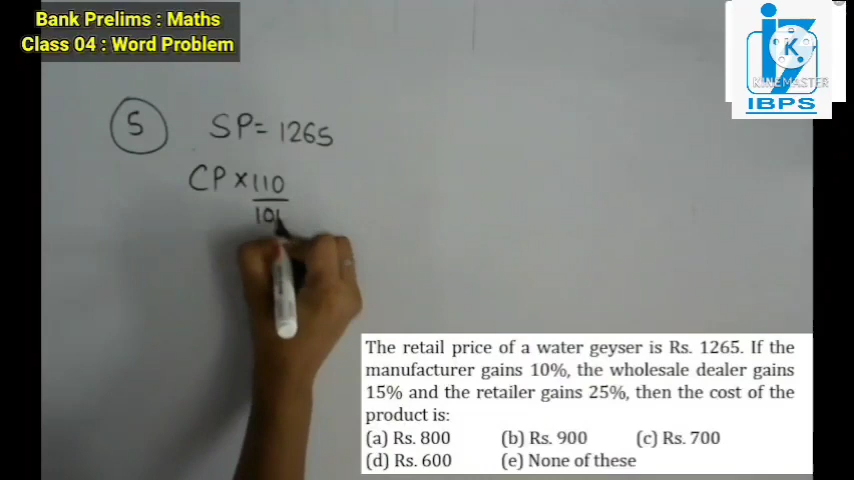 Bank Prelims : Maths
Class 04 : Word Problem
K
KINEMASTER
IBPS
5 SP= 1265
CP × 110
10
The retail price of a water geyser is Rs. 1265. If the
manufacturer gains 10%, the wholesale dealer gains
15% and the retailer gains 25%, then the cost of the
product is:
(a) Rs. 800 (b) Rs. 900 (c) Rs. 700
(d) Rs. 600 (e) None of these